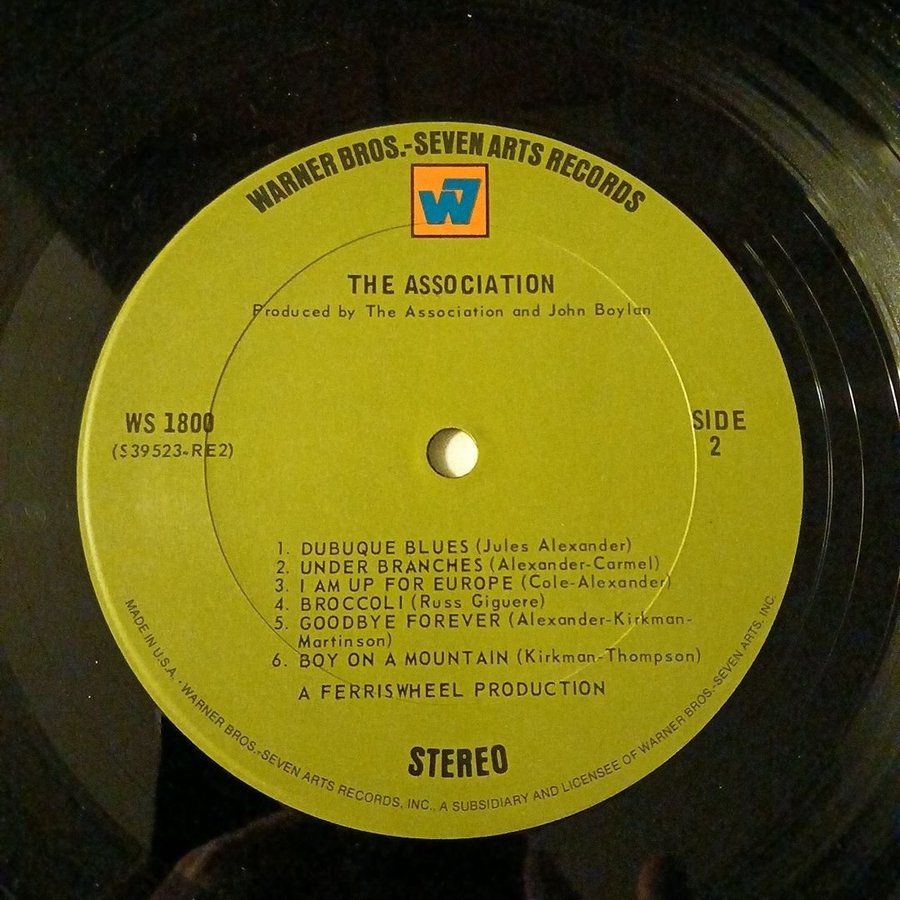 WARNER BROS.-SEVEN ARTS RECORDS
W7
THE ASSOCIATION
Produced by The Association and John Boylan
WS 1800
(S39523-RE2)
SIDE
2
1. DUBUQUE BLUES (Jules Alexander)
2. UNDER BRANCHES (Alexander-Carmel)
3. I AM UP FOR EUROPE (Cole-Alexander)
4. BROCCOLI (Russ Giguere)
5. GOODBYE FOREVER (Alexander-Kirkman-
Martinson)
6. BOY ON A MOUNTAIN (Kirkman-Thompson)
A FERRISWHEEL PRODUCTION
STEREO
MADE IN U.S.A. · WARNER BROS.-SEVEN ARTS RECORDS, INC., A SUBSIDIARY AND LICENSEE OF WARNER BROS.-SEVEN ARTS, INC.